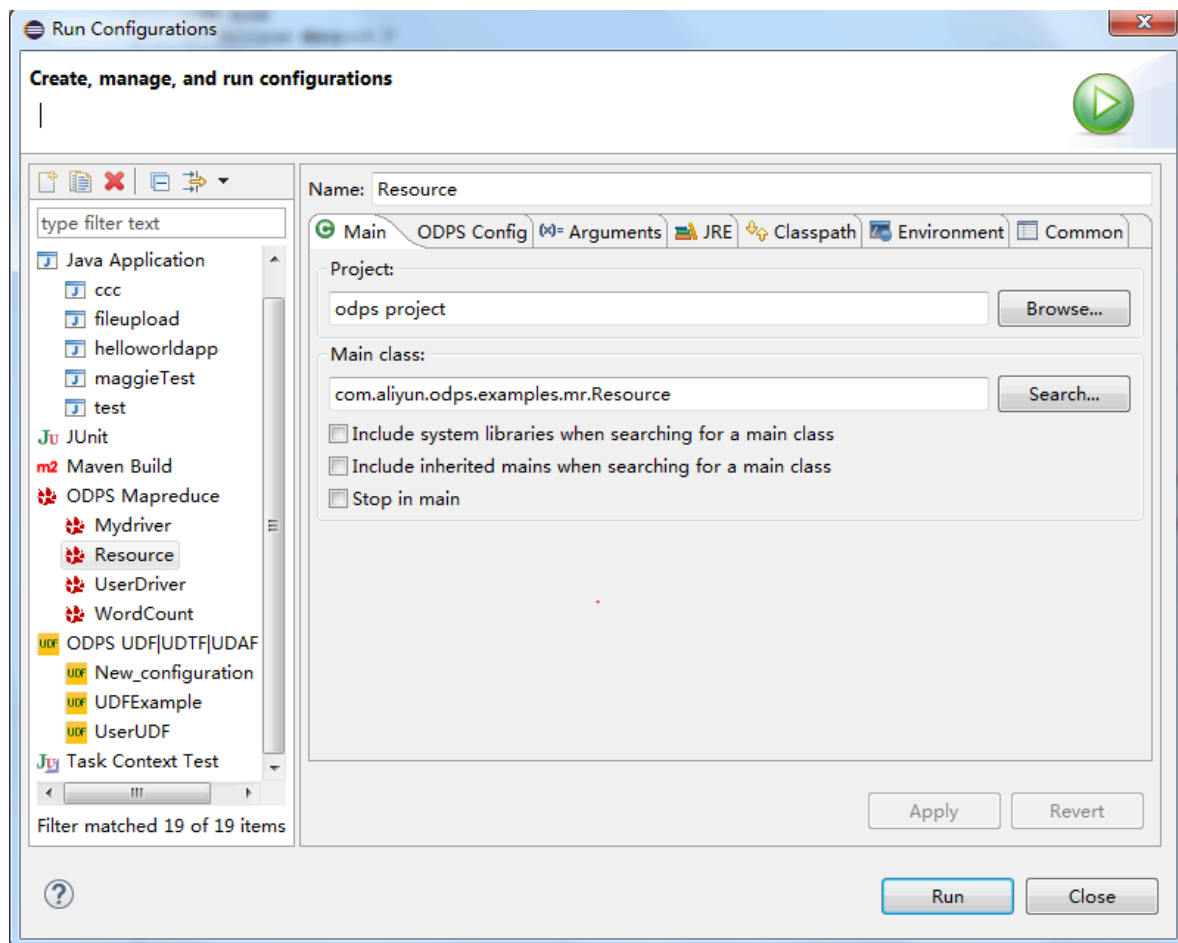 Run Configurations
Create, manage, and run configurations
type filter text
Java Application
ccc
fileupload
helloworldapp
maggieTest
test
JUnit
m2 Maven Build
ODPS Mapreduce
Mydriver
Resource
UserDriver
WordCount
UDF ODPS UDF|UDTF|UDAF
UDF New_configuration
UDF UDFExample
UDF UserUDF
Task Context Test
Filter matched 19 of 19 items
Name: Resource
Main ODPS Config (x)= Arguments JRE Classpath Environment Common
Project:
odps project Browse...
Main class:
com.aliyun.odps.examples.mr.Resource Search...
Include system libraries when searching for a main class
Include inherited mains when searching for a main class
Stop in main
Apply Revert
Run Close